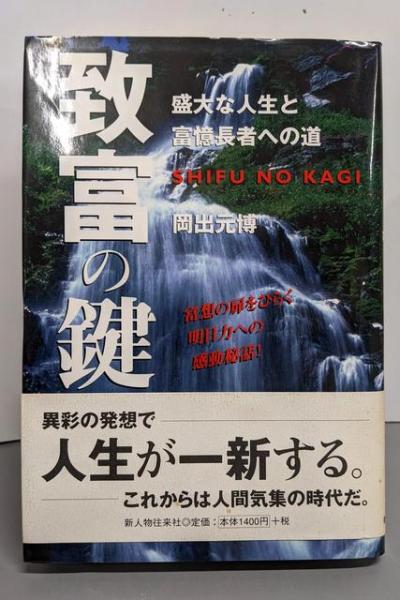 致富の鍵
盛大な人生と
富憶長者への道
SHIFU NO KAGI
岡出元博
富想の扉をひらく
明日力への
感動秘話!
異彩の発想で
人生が一新する。
これからは人間気集の時代だ。
新人物往来社◎定価:本体1400円+税